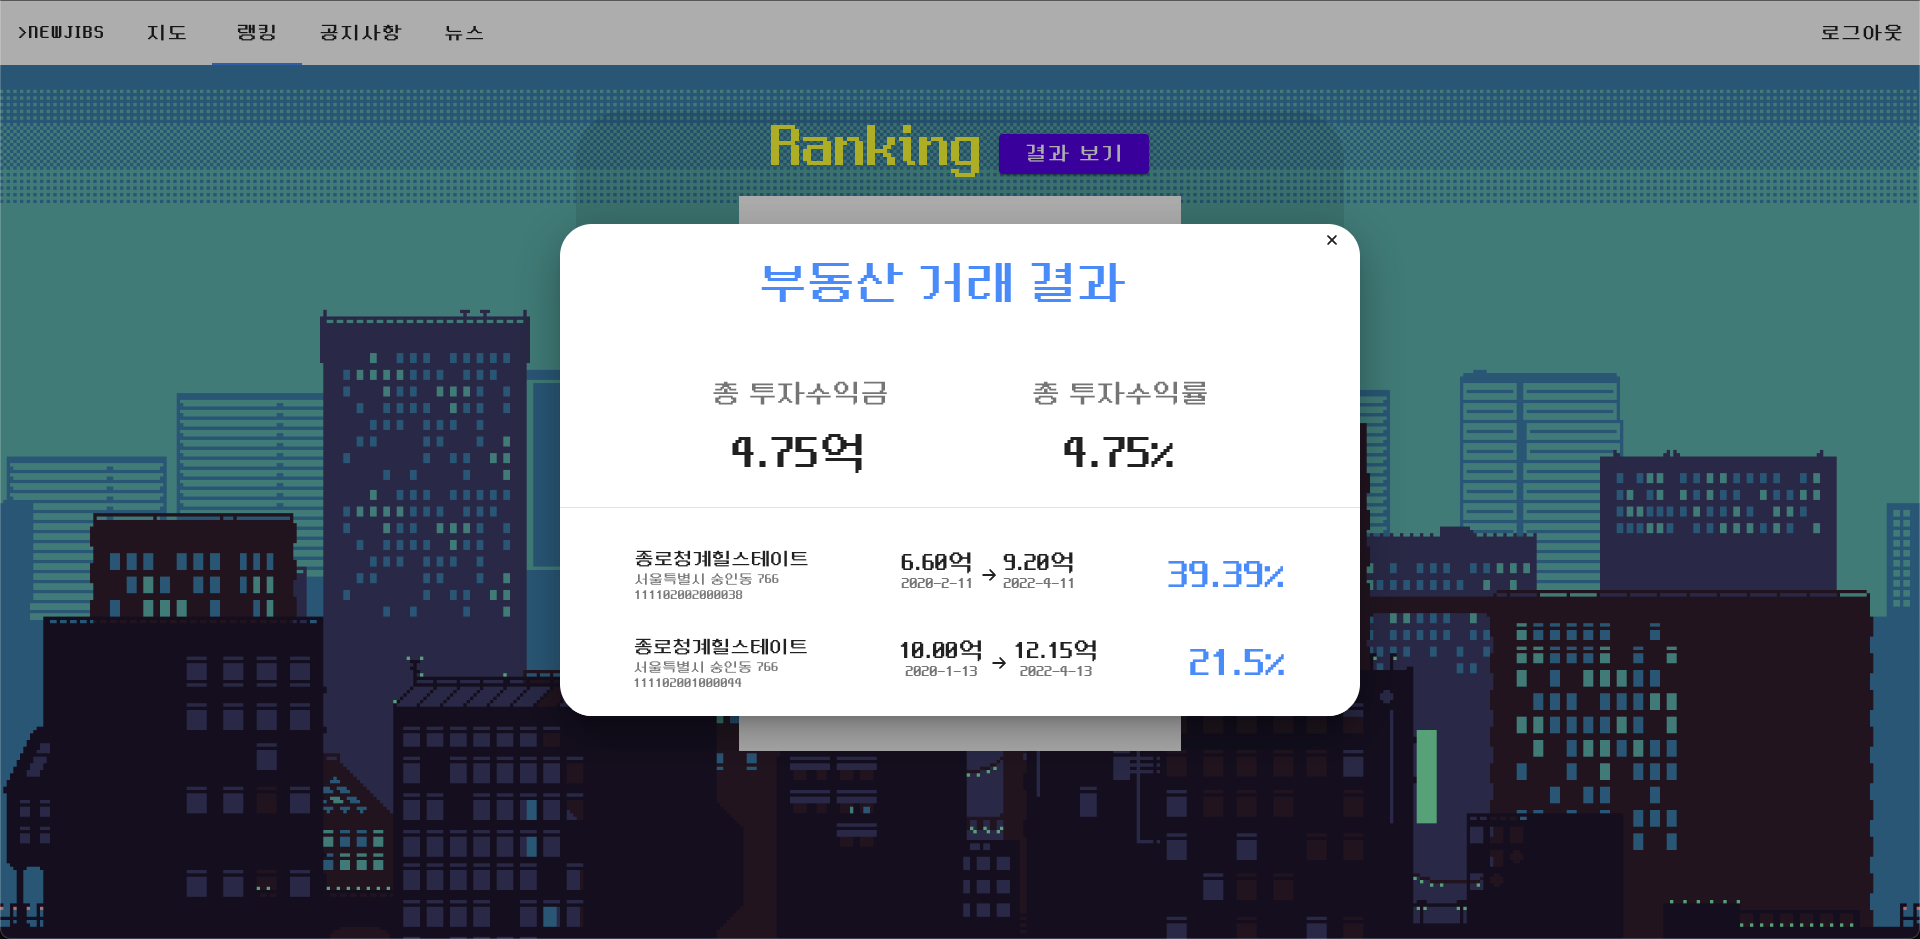 >NEWJIBS 지도 랭킹 공지사항 뉴스 로그아웃
Ranking 결과 보기
×
부동산 거래 결과
총 투자수익금 총 투자수익률
4.75억 4.75%
종로청계힐스테이트 6.60억 → 9.20억 39.39%
서울특별시 숭인동 766 2020-2-11 2022-4-11
111102002000038
종로청계힐스테이트 10.00억 → 12.15억 21.5%
서울특별시 숭인동 766 2020-1-13 2022-4-13
111102001000044